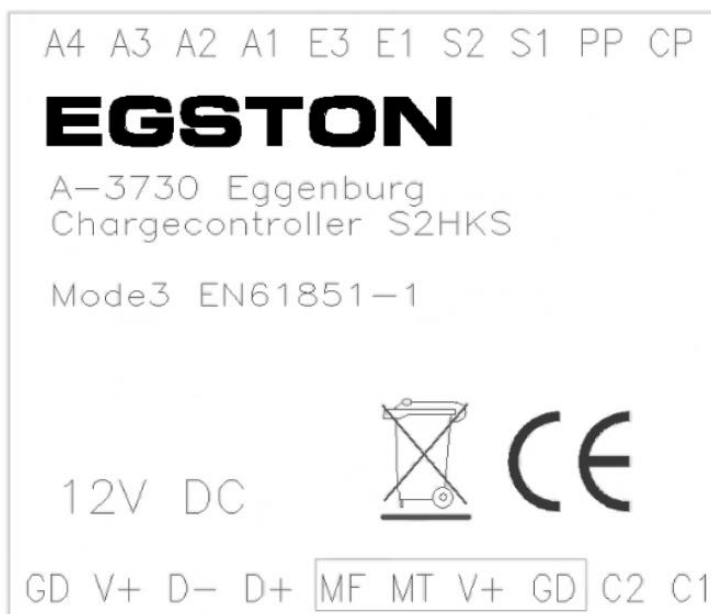 A4 A3 A2 A1 E3 E1 S2 S1 PP CP
EGSTON
A-3730 Eggenburg
Chargecontroller S2HKS
Mode3 EN61851-1
CE
12V DC
GD V+ D- D+ MF MT V+ GD C2 C1